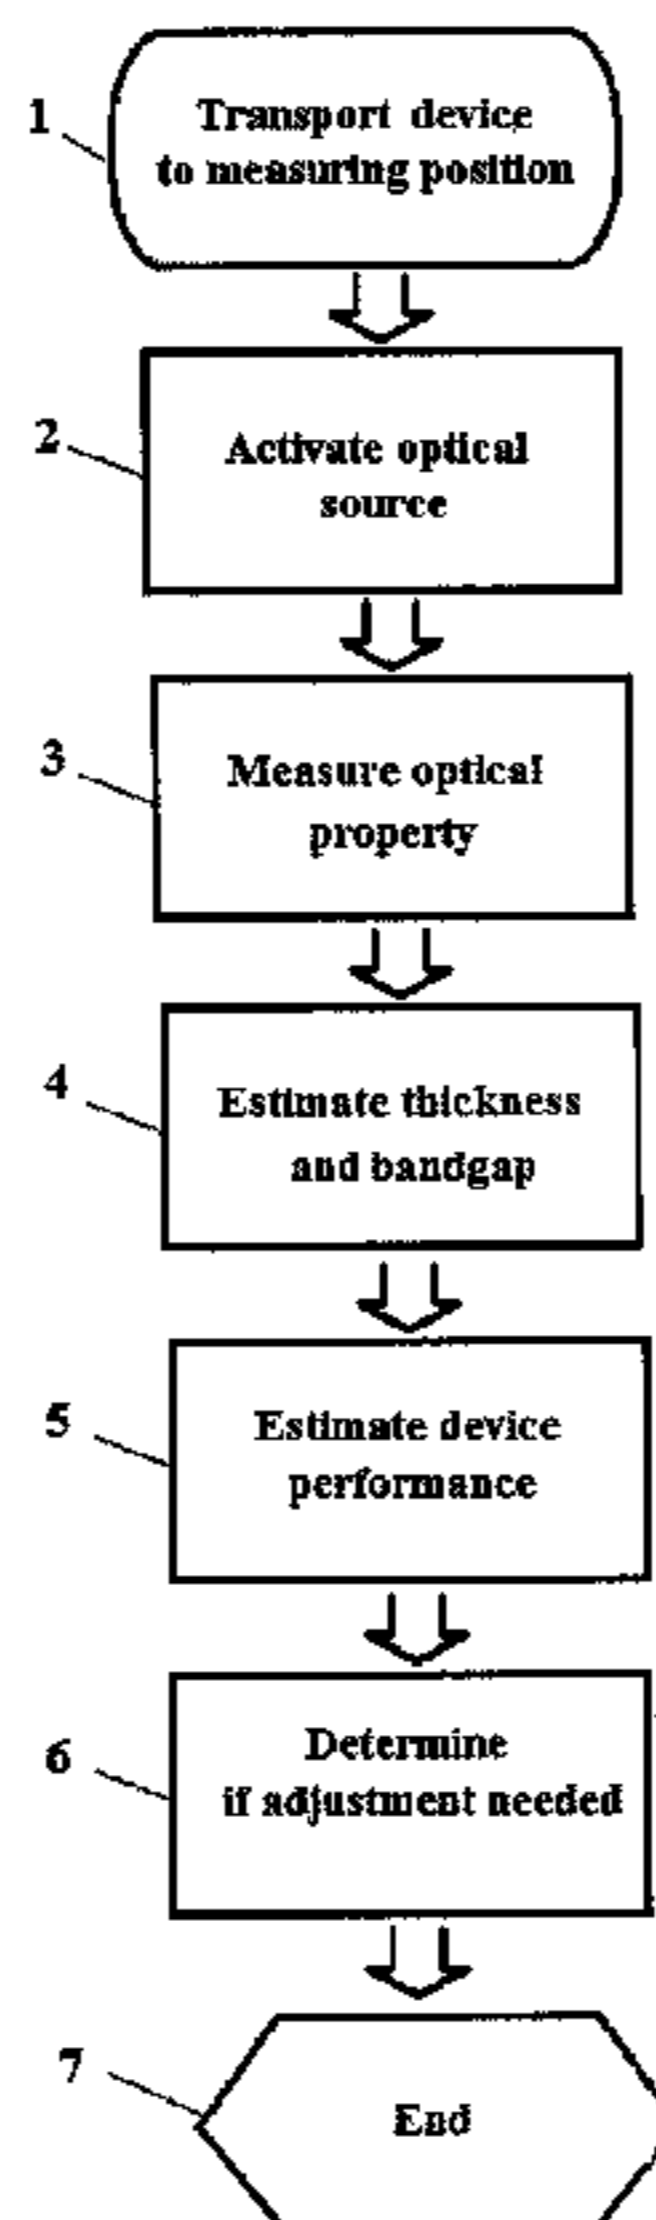 1
Transport device
to measuring position
2
Activate optical
source
3
Measure optical
property
4
Estimate thickness
and bandgap
5
Estimate device
performance
6
Determine
if adjustment needed
7
End